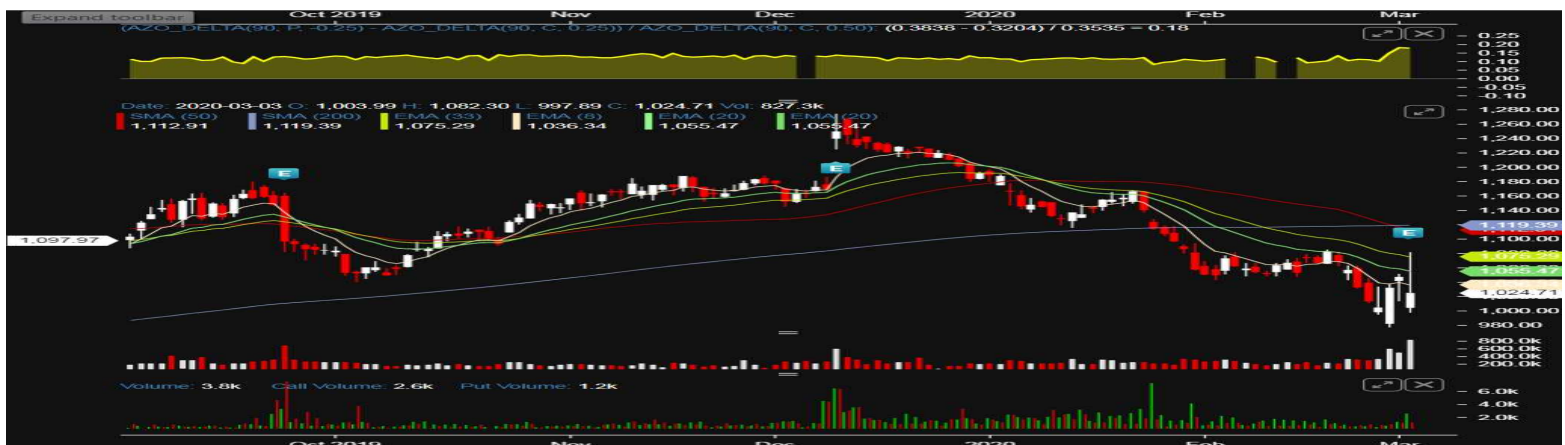 Expand toolbar
Oct 2019 Nov Dec 2020 Feb Mar
(AZO_DELTA(90, P, -0.25) - AZO_DELTA(90, C, 0.25)) / AZO_DELTA(90, C, 0.50): (0.3838 - 0.3204) / 0.3535 = 0.18
0.25
0.20
0.15
0.10
0.05
0.00
-0.05
-0.10
Date: 2020-03-03 O: 1,003.99 H: 1,082.30 L: 997.89 C: 1,024.71 Vol: 827.3k
SMA (50) SMA (200) EMA (33) EMA (8) EMA (20) EMA (20)
1,112.91 1,119.39 1,075.29 1,036.34 1,055.47 1,055.47
1,280.00
1,260.00
1,240.00
1,220.00
1,200.00
1,180.00
1,160.00
1,140.00
E
E
E
1,119.39
1,097.97
1,100.00
1,075.29
1,055.47
1,024.71
1,000.00
980.00
800.0k
600.0k
400.0k
200.0k
Volume: 3.8k Call Volume: 2.6k Put Volume: 1.2k
6.0k
4.0k
2.0k
Oct 2019 Nov Dec 2020 Feb Mar